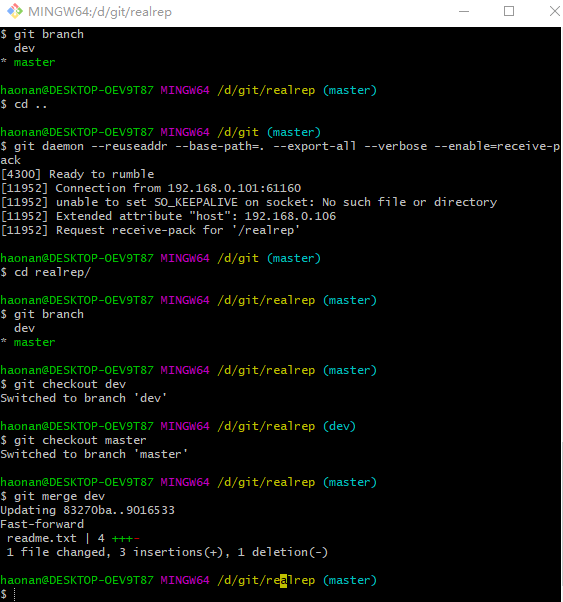 MINGW64:/d/git/realrep
$ git branch
  dev
* master
haonan@DESKTOP-OEV9T87 MINGW64 /d/git/realrep (master)
$ cd ..
haonan@DESKTOP-OEV9T87 MINGW64 /d/git (master)
$ git daemon --reuseaddr --base-path=. --export-all --verbose --enable=receive-p
ack
[4300] Ready to rumble
[11952] Connection from 192.168.0.101:61160
[11952] unable to set SO_KEEPALIVE on socket: No such file or directory
[11952] Extended attribute "host": 192.168.0.106
[11952] Request receive-pack for '/realrep'
haonan@DESKTOP-OEV9T87 MINGW64 /d/git (master)
$ cd realrep/
haonan@DESKTOP-OEV9T87 MINGW64 /d/git/realrep (master)
$ git branch
  dev
* master
haonan@DESKTOP-OEV9T87 MINGW64 /d/git/realrep (master)
$ git checkout dev
Switched to branch 'dev'
haonan@DESKTOP-OEV9T87 MINGW64 /d/git/realrep (dev)
$ git checkout master
Switched to branch 'master'
haonan@DESKTOP-OEV9T87 MINGW64 /d/git/realrep (master)
$ git merge dev
Updating 83270ba..9016533
Fast-forward
 readme.txt | 4 +++-
 1 file changed, 3 insertions(+), 1 deletion(-)
haonan@DESKTOP-OEV9T87 MINGW64 /d/git/realrep (master)
$